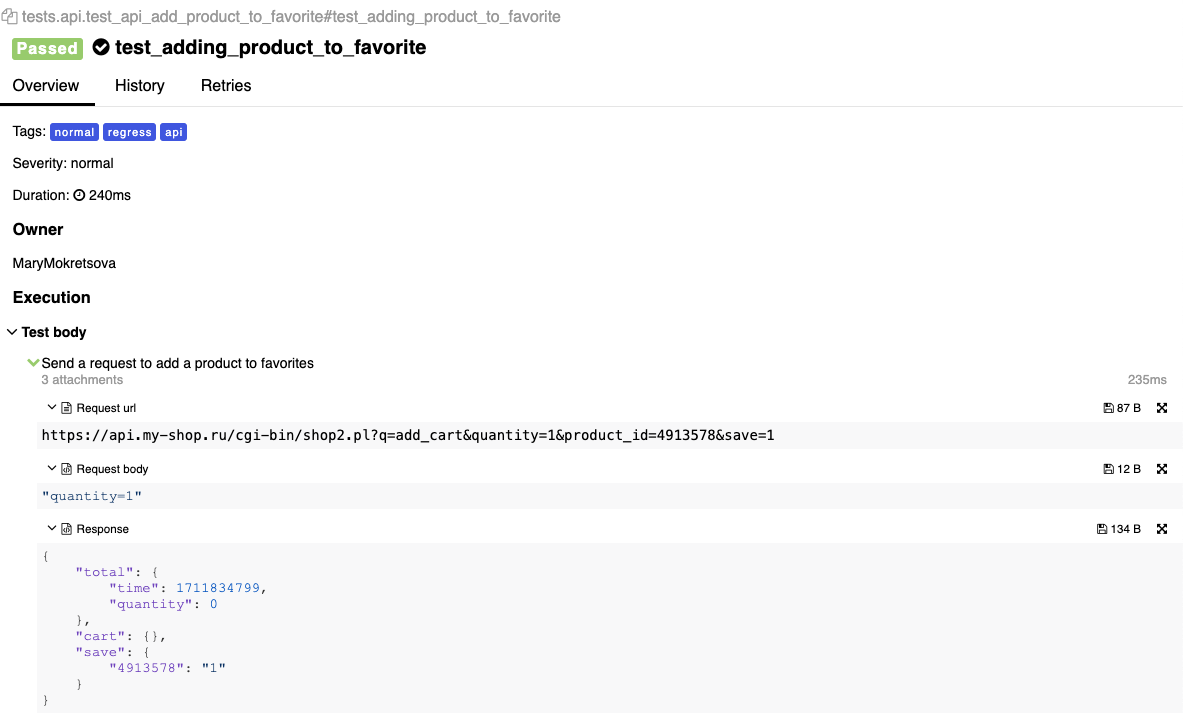 tests.api.test_api_add_product_to_favorite#test_adding_product_to_favorite
Passed test_adding_product_to_favorite
Overview History Retries
Tags: normal regress api
Severity: normal
Duration: 240ms
Owner
MaryMokretsova
Execution
Test body
Send a request to add a product to favorites
3 attachments 235ms
Request url 87 B
https://api.my-shop.ru/cgi-bin/shop2.pl?q=add_cart&quantity=1&product_id=4913578&save=1
Request body 12 B
"quantity=1"
Response 134 B
{
    "total": {
        "time": 1711834799,
        "quantity": 0
    },
    "cart": {},
    "save": {
        "4913578": "1"
    }
}